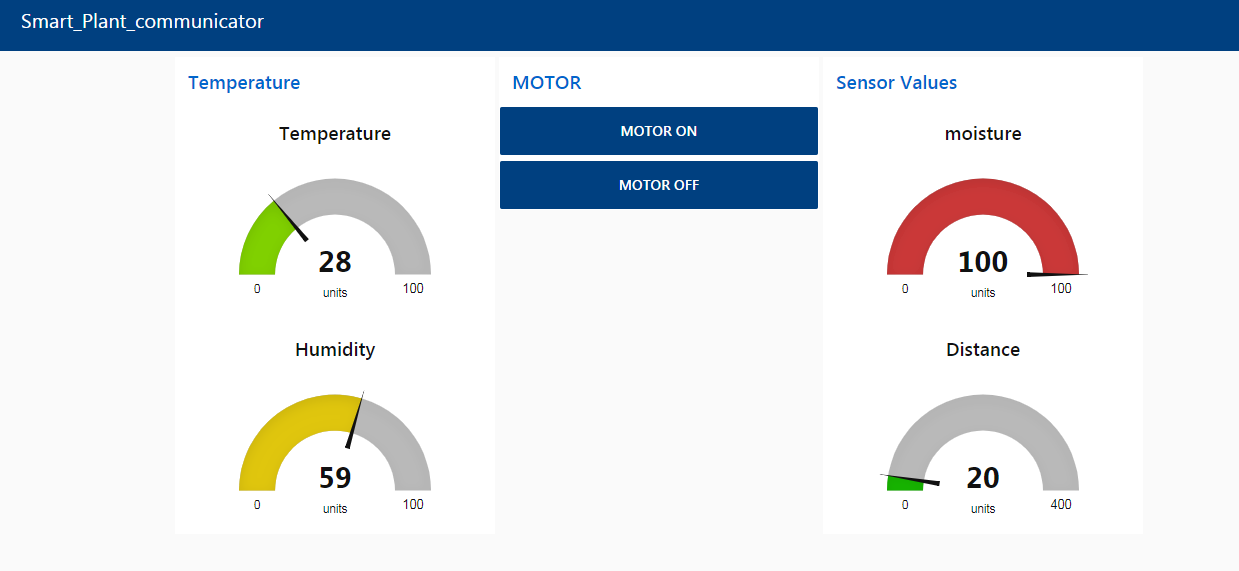 Smart_Plant_communicator
Temperature
Temperature
28
0
units
100
Humidity
59
0
units
100
MOTOR
MOTOR ON
MOTOR OFF
Sensor Values
moisture
100
0
units
100
Distance
20
0
units
400